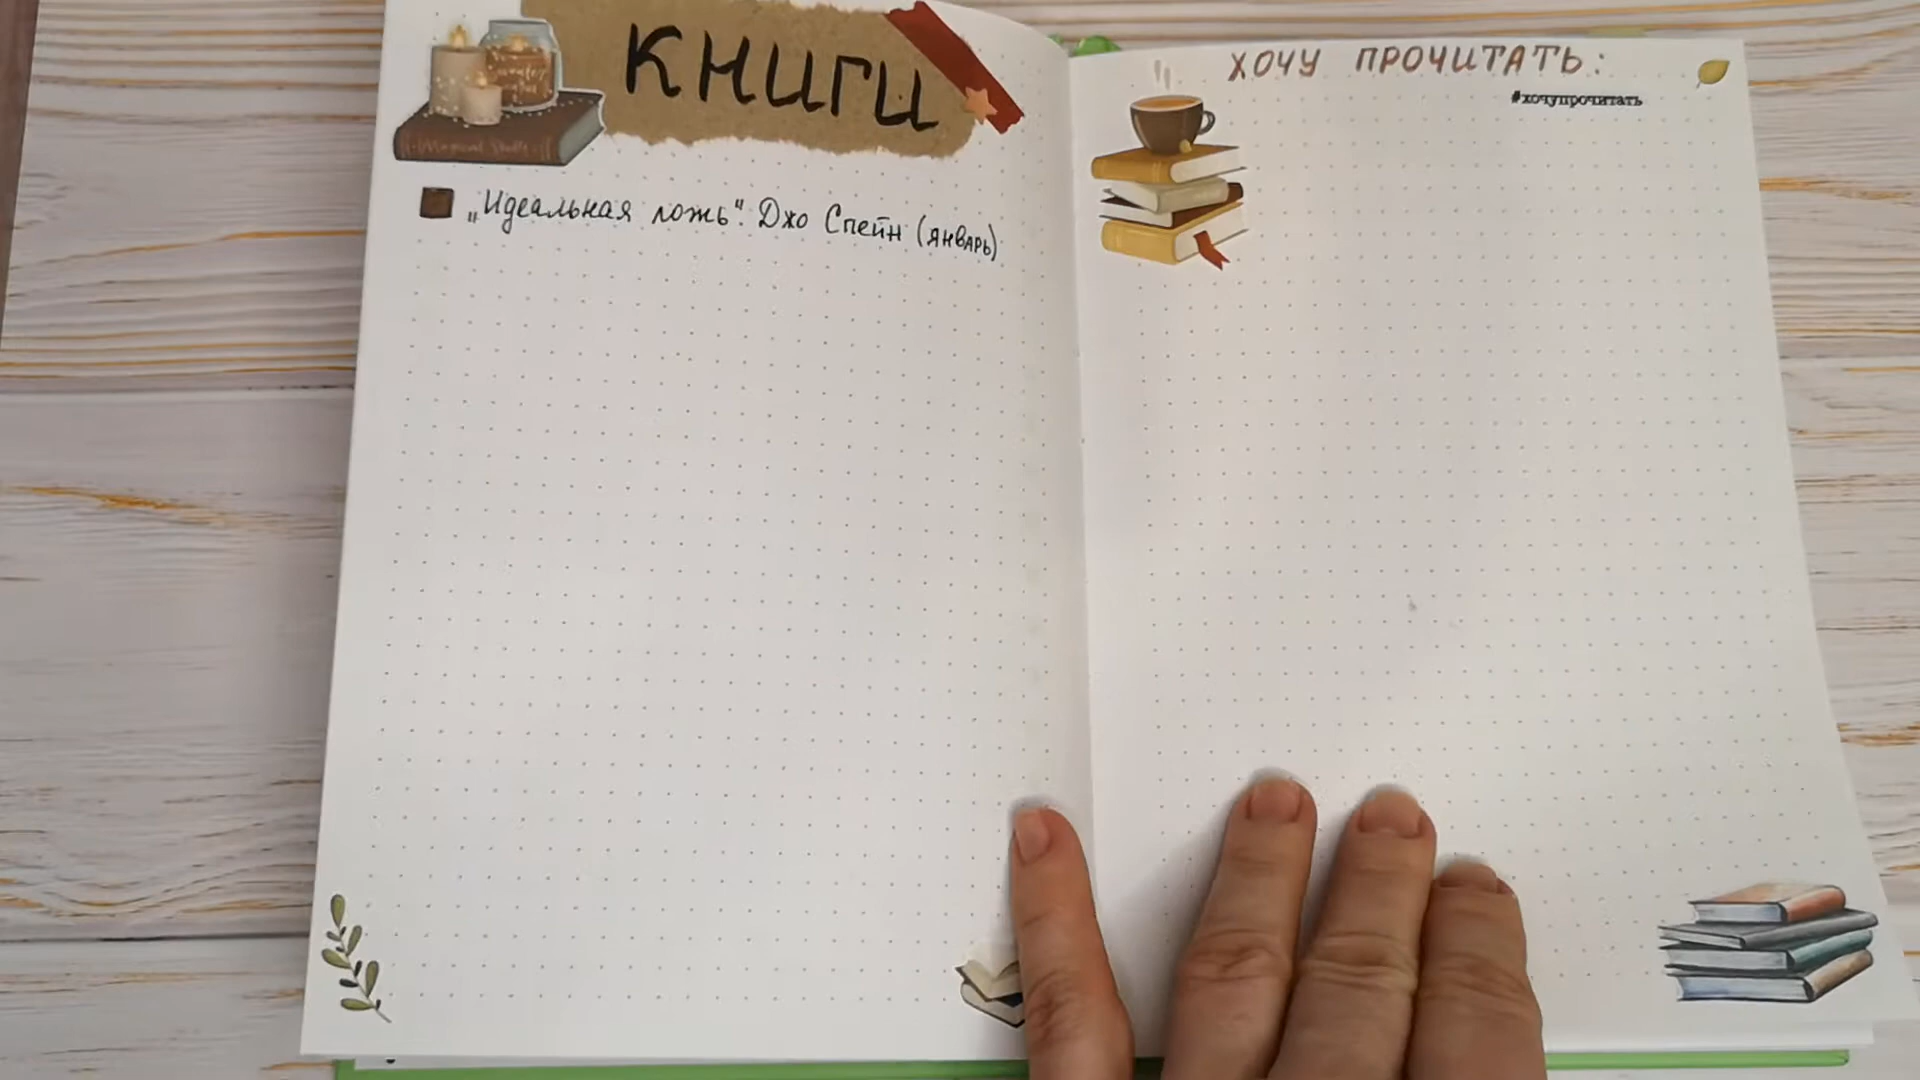 КНИГИ
„Идеальная ложь“ Джо Спейн (январь)
ХОЧУ ПРОЧИТАТЬ:
#хочупрочитать